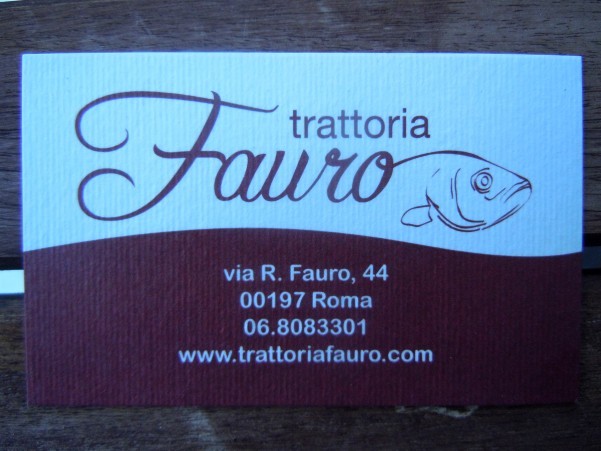 trattoria
Fauro
via R. Fauro, 44
00197 Roma
06.8083301
www.trattoriafauro.com